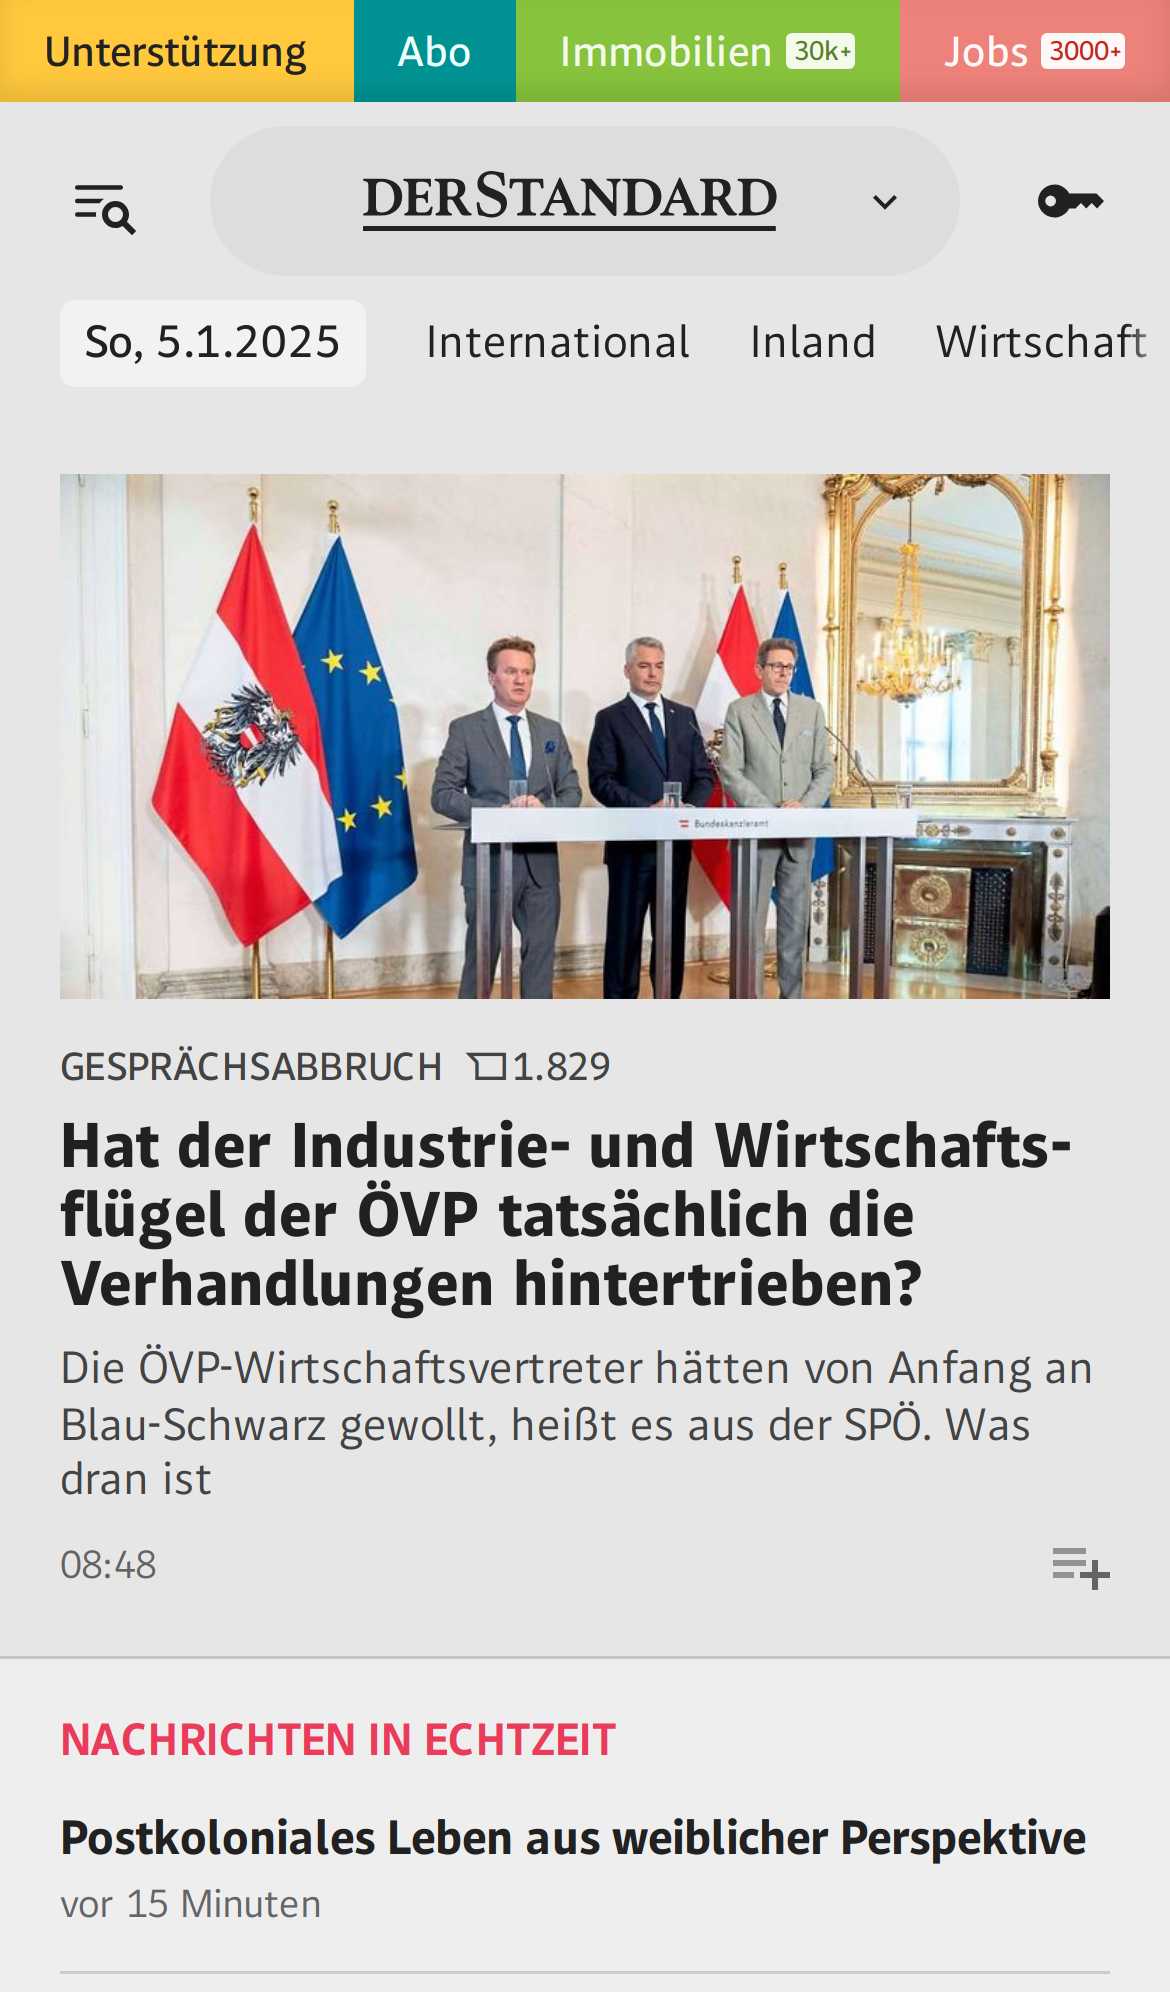 Unterstützung Abo Immobilien 30k+ Jobs 3000+
DERSTANDARD
So, 5.1.2025 International Inland Wirtschaft
Bundeskanzleramt
GESPRÄCHSABBRUCH 1.829
Hat der Industrie- und Wirtschafts-
flügel der ÖVP tatsächlich die
Verhandlungen hintertrieben?
Die ÖVP-Wirtschaftsvertreter hätten von Anfang an
Blau-Schwarz gewollt, heißt es aus der SPÖ. Was
dran ist
08:48
NACHRICHTEN IN ECHTZEIT
Postkoloniales Leben aus weiblicher Perspektive
vor 15 Minuten